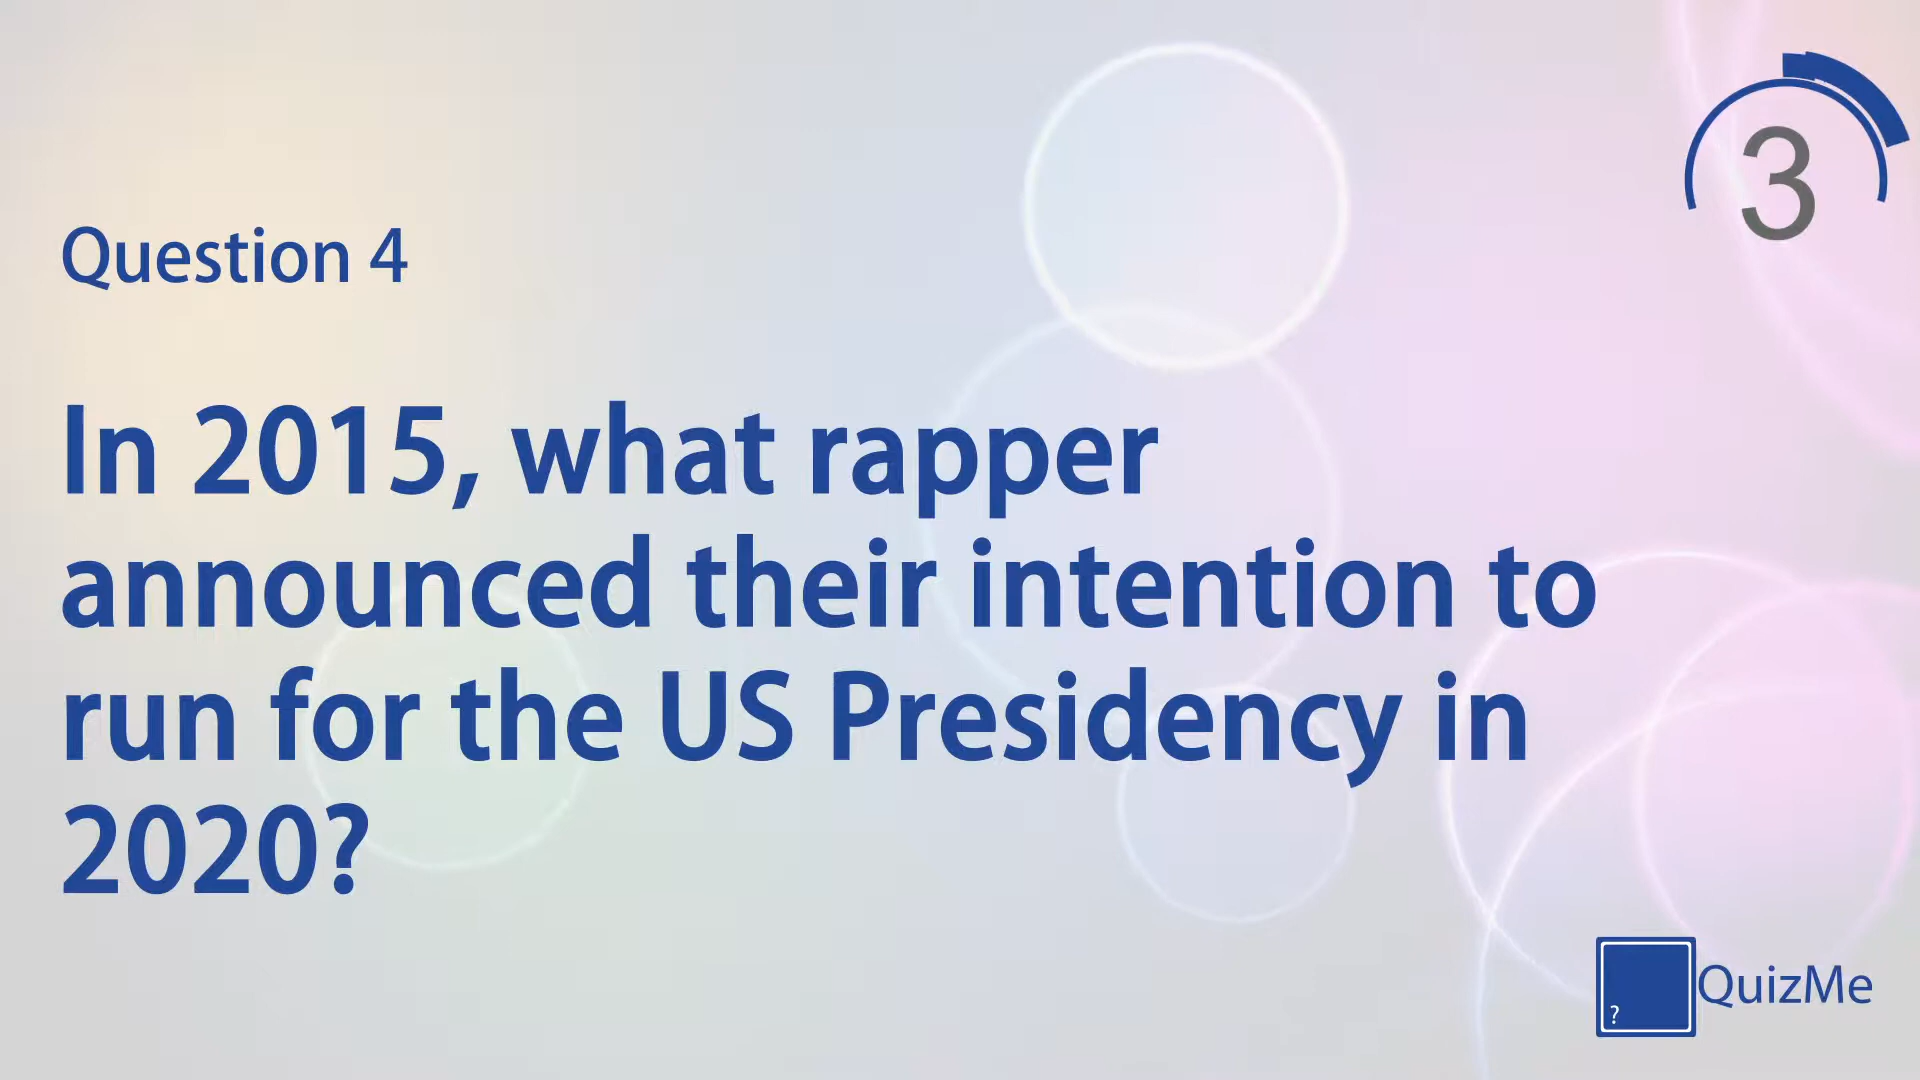 3
Question 4
In 2015, what rapper
announced their intention to
run for the US Presidency in
2020?
?
QuizMe